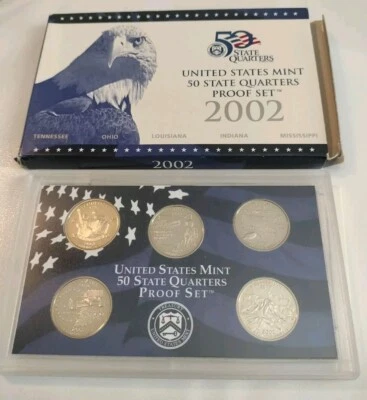 50
STATE
QUARTERS
UNITED STATES MINT
50 STATE QUARTERS
PROOF SET™
2002
TENNESSEE OHIO LOUISIANA INDIANA MISSISSIPPI
2002
UNITED STATES MINT
50 STATE QUARTERS
PROOF SET™